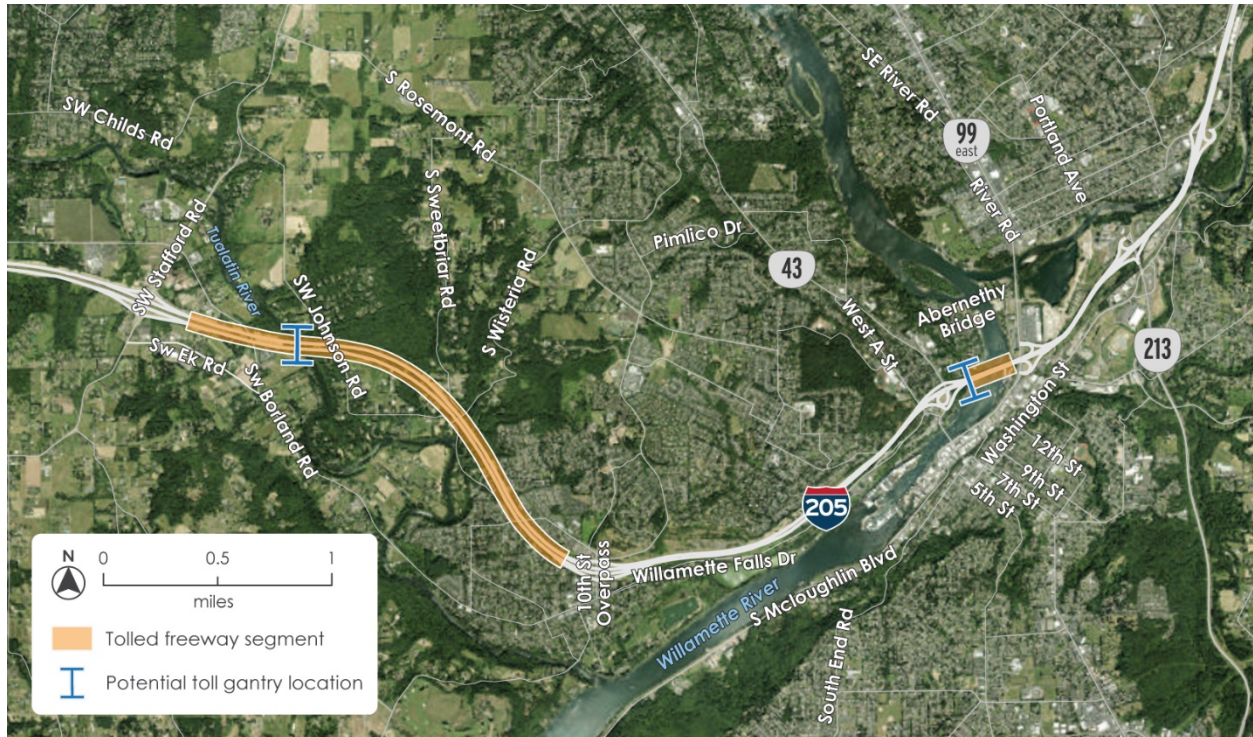 SW Childs Rd
S Rosemont Rd
SE River Rd
99
east
Portland Ave
River Rd
SW Stafford Rd
Tualatin River
S Sweetbriar Rd
S Wisteria Rd
Pimlico Dr
43
West A St
Abernethy
Bridge
213
SW Johnson Rd
Sw Ek Rd
Sw Borland Rd
Washington St
12th St
9th St
7th St
5th St
205
10th St
Overpass
Willamette Falls Dr
Willamette River
S Mcloughlin Blvd
South End Rd
N
0 0.5 1
miles
Tolled freeway segment
Potential toll gantry location